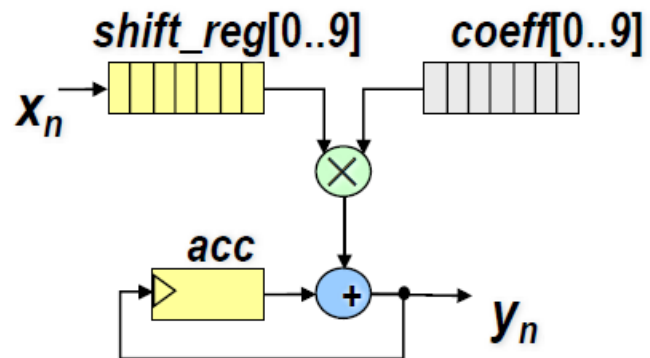 shift_reg[0..9]
coeff[0..9]
xn
acc
+
yn